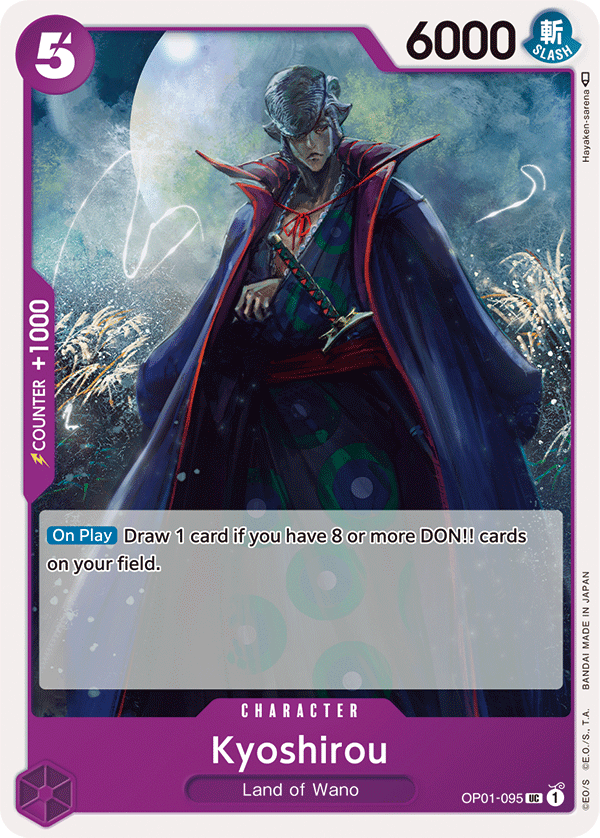 5
6000
斬
SLASH
Hayaken-sarena
COUNTER +1000
On Play Draw 1 card if you have 8 or more DON!! cards
on your field.
CHARACTER
Kyoshirou
Land of Wano
OP01-095 UC 1
©E.O/S ©E.O./S., T.A. BANDAI MADE IN JAPAN